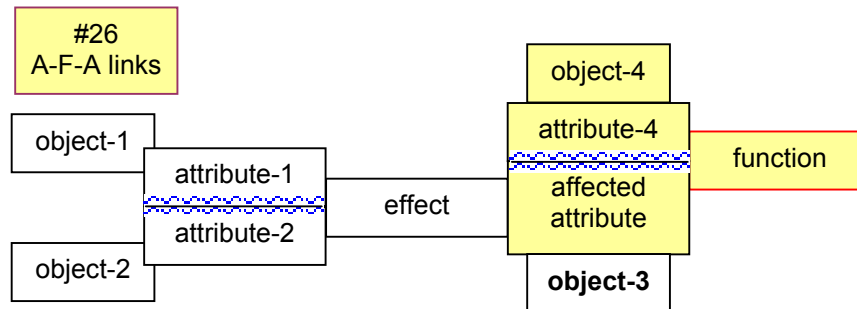 #26
A-F-A links
object-1
attribute-1
attribute-2
object-2
effect
object-4
attribute-4
affected
attribute
object-3
function